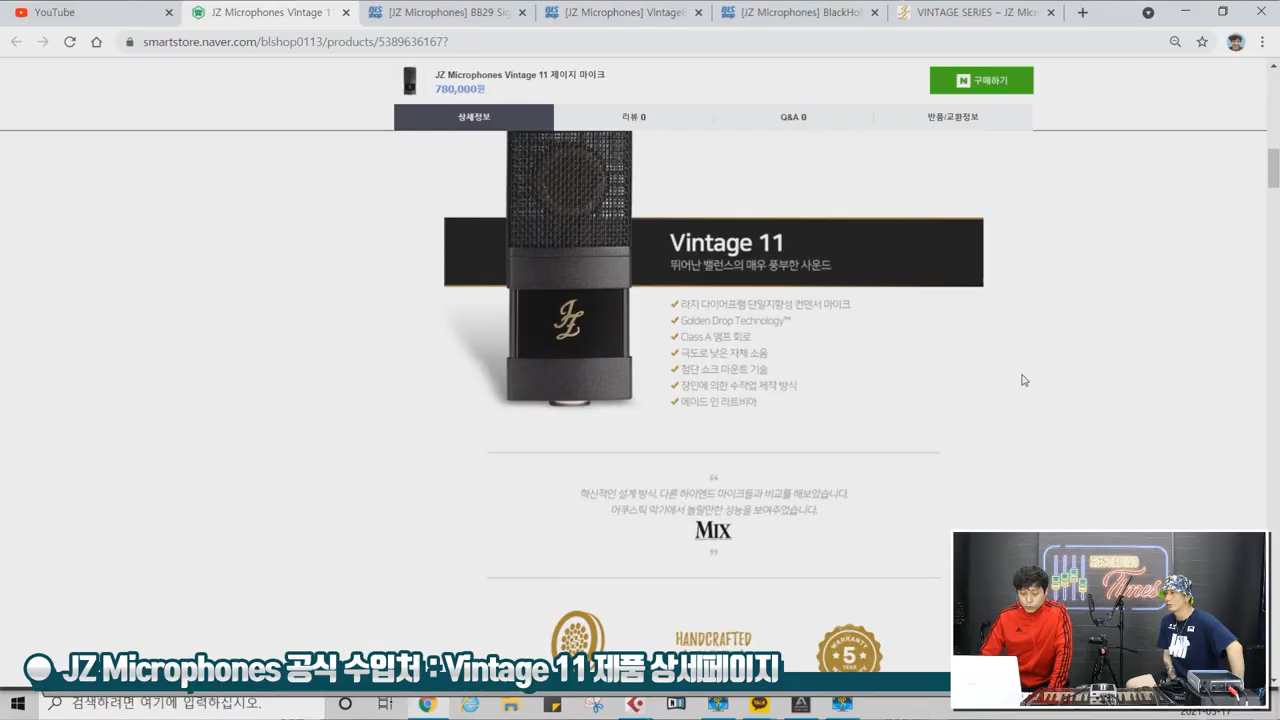 YouTube
JZ Microphones Vintage 11
[JZ Microphones] BB29 Sig
[JZ Microphones] Vintage
[JZ Microphones] BlackHol
VINTAGE SERIES – JZ Micr
smartstore.naver.com/blshop0113/products/5389636167?
JZ Microphones Vintage 11 제이지 마이크
780,000원
N 구매하기
상세정보
리뷰 0
Q&A 0
반품/교환정보
Vintage 11
뛰어난 밸런스의 매우 풍부한 사운드
라지 다이어프램 단일지향성 컨덴서 마이크
Golden Drop Technology™
Class A 앰프 회로
극도로 낮은 자체 소음
첨단 쇼크 마운트 기술
장인에 의한 수작업 제작 방식
메이드 인 라트비아
JZ
혁신적인 설계 방식. 다른 하이엔드 마이크들과 비교를 해보았습니다.
어쿠스틱 악기에서 놀랄만한 성능을 보여주었습니다.
MIX
HANDCRAFTED
WARRANTY
5
YEAR
Tunes
JZ Microphones 공식 수입처 : Vintage 11 제품 상세페이지
검색하려면 여기에 입력하십시오.
2021-03-17